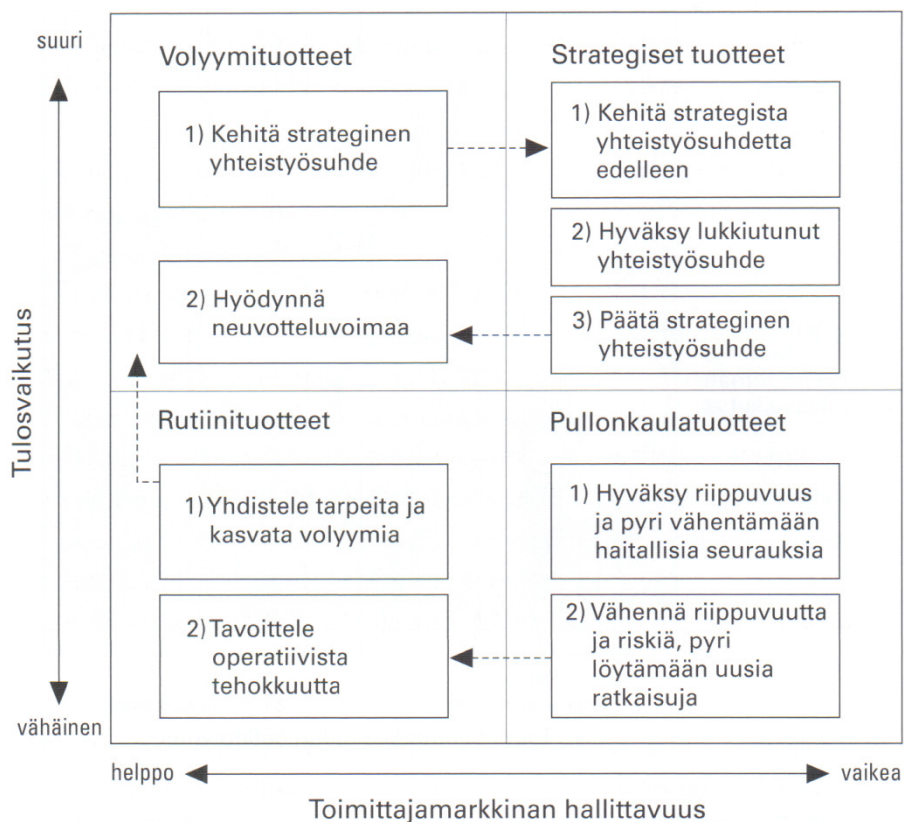 suuri
Volyymituotteet
1) Kehitä strateginen
yhteistyösuhde
2) Hyödynnä
neuvotteluvoimaa
Strategiset tuotteet
1) Kehitä strategista
yhteistyösuhdetta
edelleen
2) Hyväksy lukkiutunut
yhteistyösuhde
3) Päätä strateginen
yhteistyösuhde
Tulosvaikutus
Rutiinituotteet
1) Yhdistele tarpeita ja
kasvata volyymia
2) Tavoittele
operatiivista
tehokkuutta
Pullonkaulatuotteet
1) Hyväksy riippuvuus
ja pyri vähentämään
haitallisia seurauksia
2) Vähennä riippuvuutta
ja riskiä, pyri
löytämään uusia
ratkaisuja
vähäinen
helppo
vaikea
Toimittajamarkkinan hallittavuus